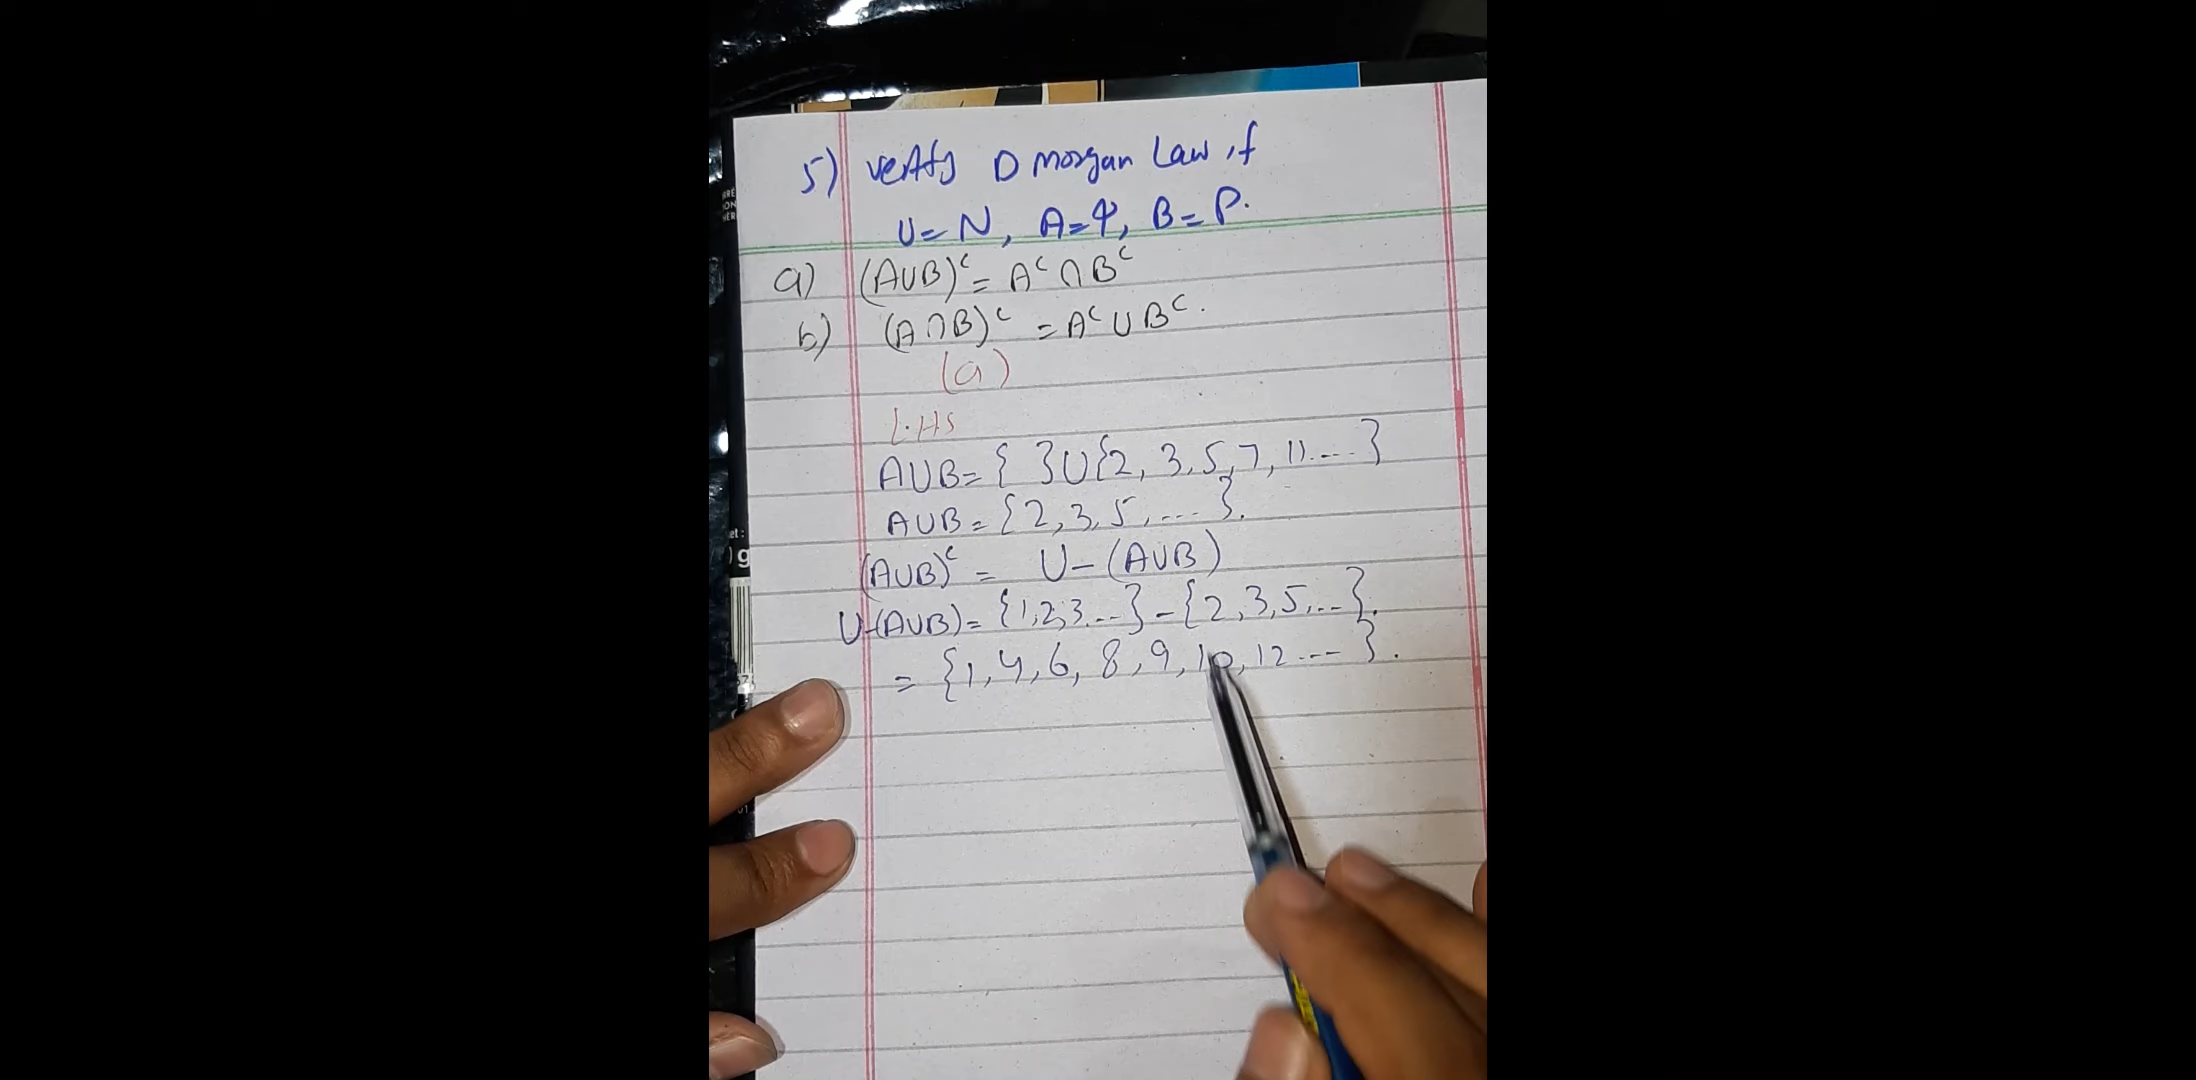 5) verify D morgan Law if
U = N, A = φ, B = P.
a) (A∪B)ᶜ = Aᶜ ∩ Bᶜ
b) (A∩B)ᶜ = Aᶜ ∪ Bᶜ.
(a)
L.HS
A∪B = { } ∪ {2, 3, 5, 7, 11....}
A∪B = {2, 3, 5, ....}.
(A∪B)ᶜ = U - (A∪B)
U-(A∪B) = {1,2,3...} - {2,3,5,...}.
= {1, 4, 6, 8, 9, 10, 12 ....}.